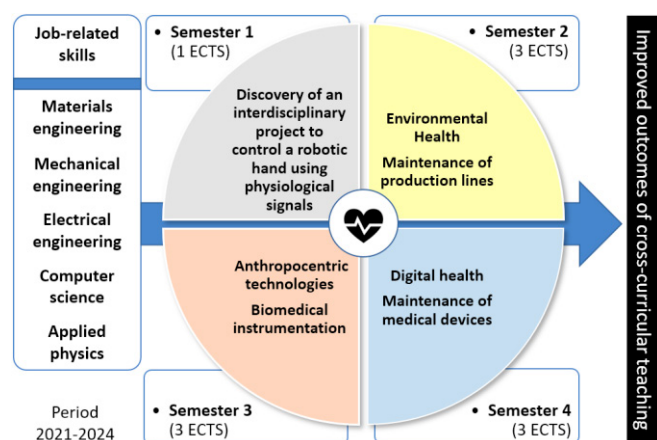 Job-related
skills
Materials
engineering
Mechanical
engineering
Electrical
engineering
Computer
science
Applied
physics
Period
2021-2024
• Semester 1
(1 ECTS)
Discovery of an
interdisciplinary
project to
control a robotic
hand using
physiological
signals
• Semester 2
(3 ECTS)
Environmental
Health
Maintenance of
production lines
Anthropocentric
technologies
Biomedical
instrumentation
• Semester 3
(3 ECTS)
Digital health
Maintenance of
medical devices
• Semester 4
(3 ECTS)
Improved outcomes of cross-curricular teaching